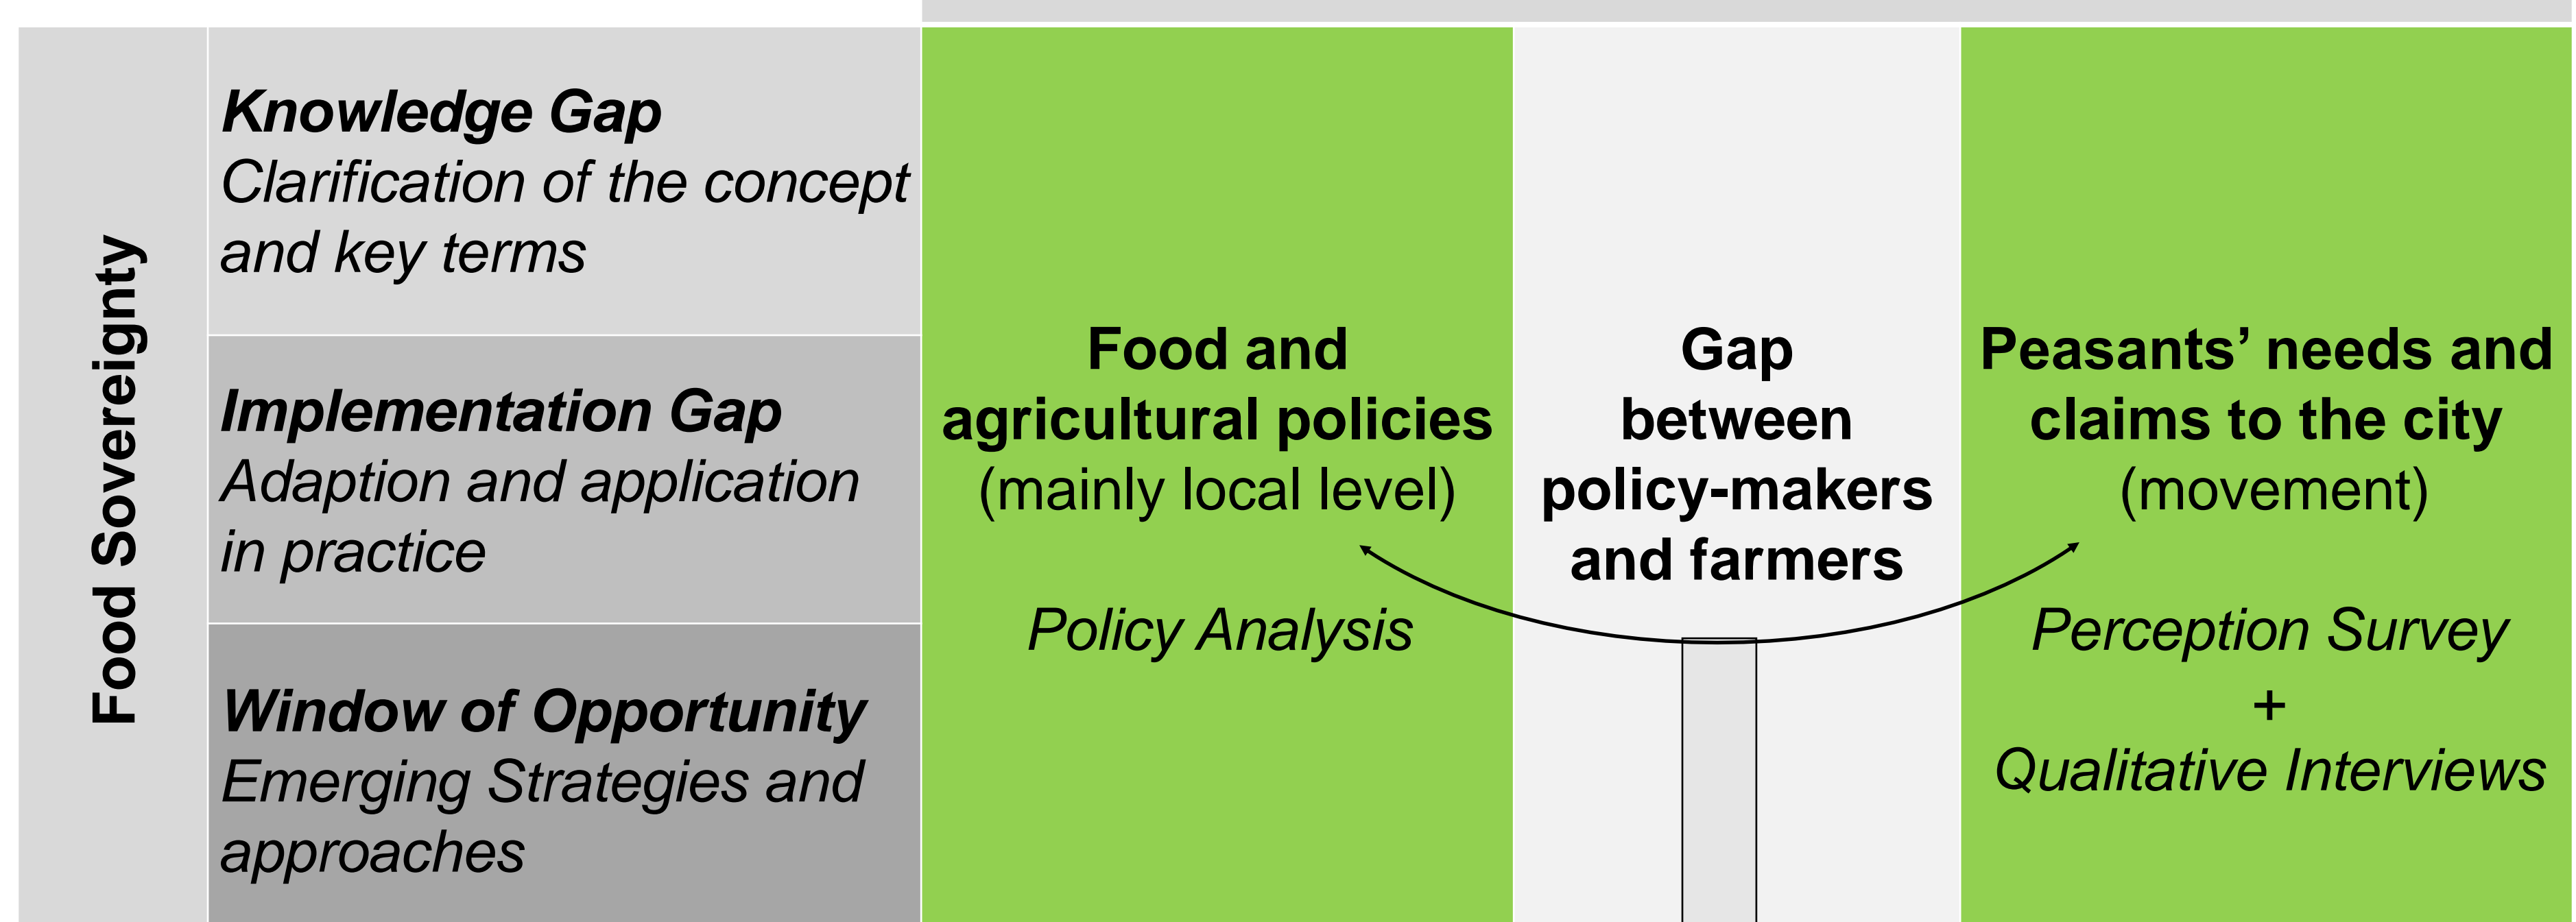 Food Sovereignty
Knowledge Gap
Clarification of the concept
and key terms
Implementation Gap
Adaption and application
in practice
Window of Opportunity
Emerging Strategies and
approaches
Food and
agricultural policies
(mainly local level)
Policy Analysis
Gap
between
policy-makers
and farmers
Peasants’ needs and
claims to the city
(movement)
Perception Survey
+
Qualitative Interviews